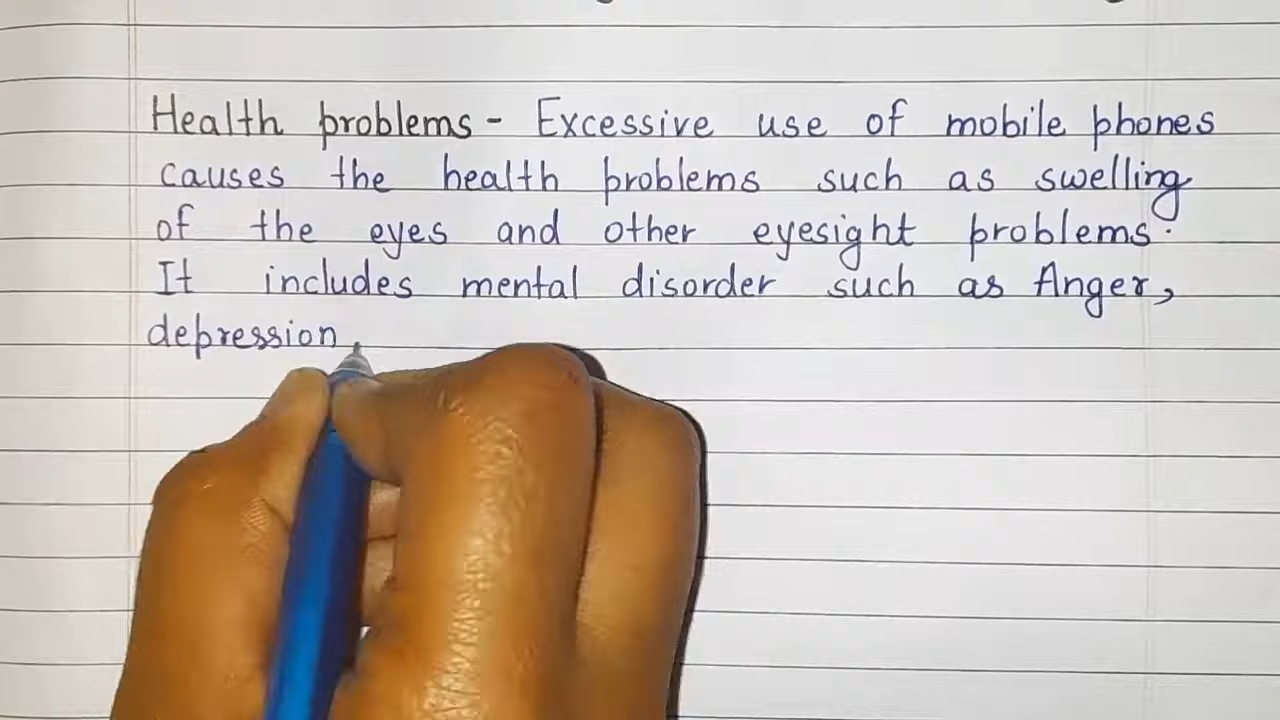 Health problems - Excessive use of mobile phones
causes the health problems such as swelling
of the eyes and other eyesight problems.
It includes mental disorder such as Anger,
depression